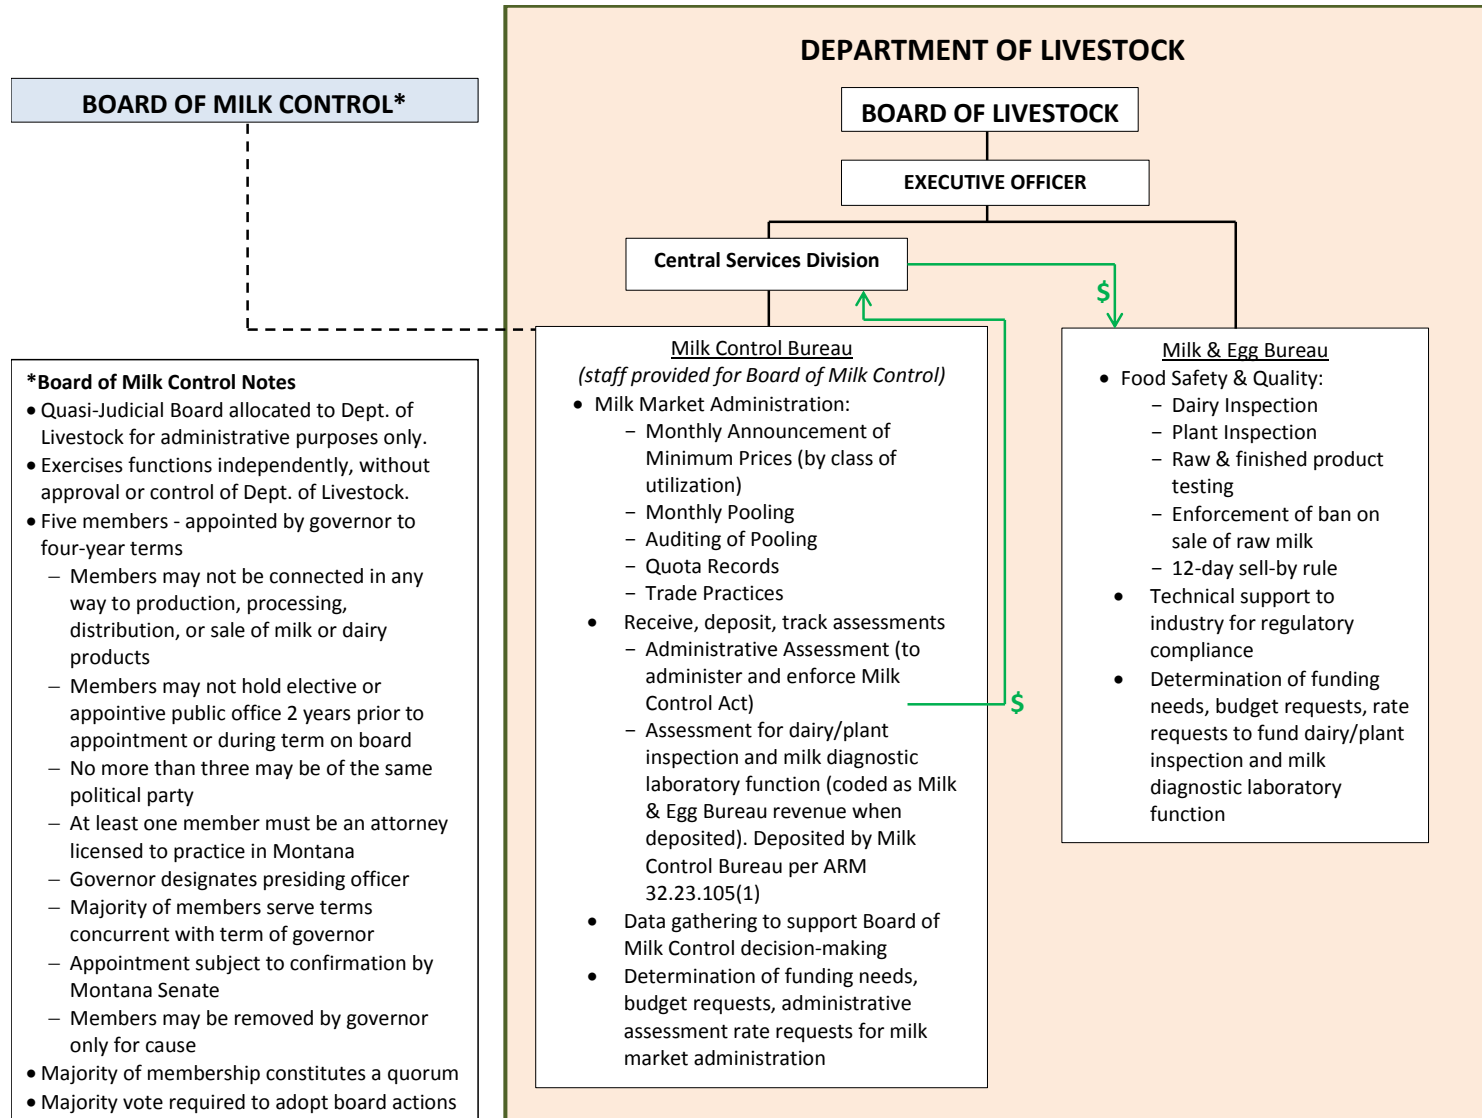 DEPARTMENT OF LIVESTOCK
BOARD OF MILK CONTROL*
BOARD OF LIVESTOCK
EXECUTIVE OFFICER
Central Services Division
$
*Board of Milk Control Notes
• Quasi-Judicial Board allocated to Dept. of
Livestock for administrative purposes only.
• Exercises functions independently, without
approval or control of Dept. of Livestock.
• Five members - appointed by governor to
four-year terms
– Members may not be connected in any
way to production, processing,
distribution, or sale of milk or dairy
products
– Members may not hold elective or
appointive public office 2 years prior to
appointment or during term on board
– No more than three may be of the same
political party
– At least one member must be an attorney
licensed to practice in Montana
– Governor designates presiding officer
– Majority of members serve terms
concurrent with term of governor
– Appointment subject to confirmation by
Montana Senate
– Members may be removed by governor
only for cause
• Majority of membership constitutes a quorum
• Majority vote required to adopt board actions
Milk Control Bureau
(staff provided for Board of Milk Control)
• Milk Market Administration:
– Monthly Announcement of
Minimum Prices (by class of
utilization)
– Monthly Pooling
– Auditing of Pooling
– Quota Records
– Trade Practices
• Receive, deposit, track assessments
– Administrative Assessment (to
administer and enforce Milk
Control Act)
– Assessment for dairy/plant
inspection and milk diagnostic
laboratory function (coded as Milk
& Egg Bureau revenue when
deposited). Deposited by Milk
Control Bureau per ARM
32.23.105(1)
• Data gathering to support Board of
Milk Control decision-making
• Determination of funding needs,
budget requests, administrative
assessment rate requests for milk
market administration
$
Milk & Egg Bureau
• Food Safety & Quality:
– Dairy Inspection
– Plant Inspection
– Raw & finished product
testing
– Enforcement of ban on
sale of raw milk
– 12-day sell-by rule
• Technical support to
industry for regulatory
compliance
• Determination of funding
needs, budget requests, rate
requests to fund dairy/plant
inspection and milk
diagnostic laboratory
function